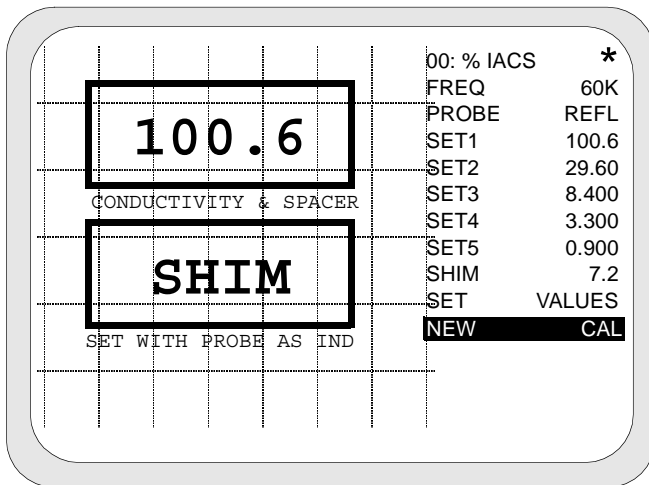 100.6
CONDUCTIVITY & SPACER
SHIM
SET WITH PROBE AS IND
00: % IACS *
FREQ 60K
PROBE REFL
SET1 100.6
SET2 29.60
SET3 8.400
SET4 3.300
SET5 0.900
SHIM 7.2
SET VALUES
NEW CAL